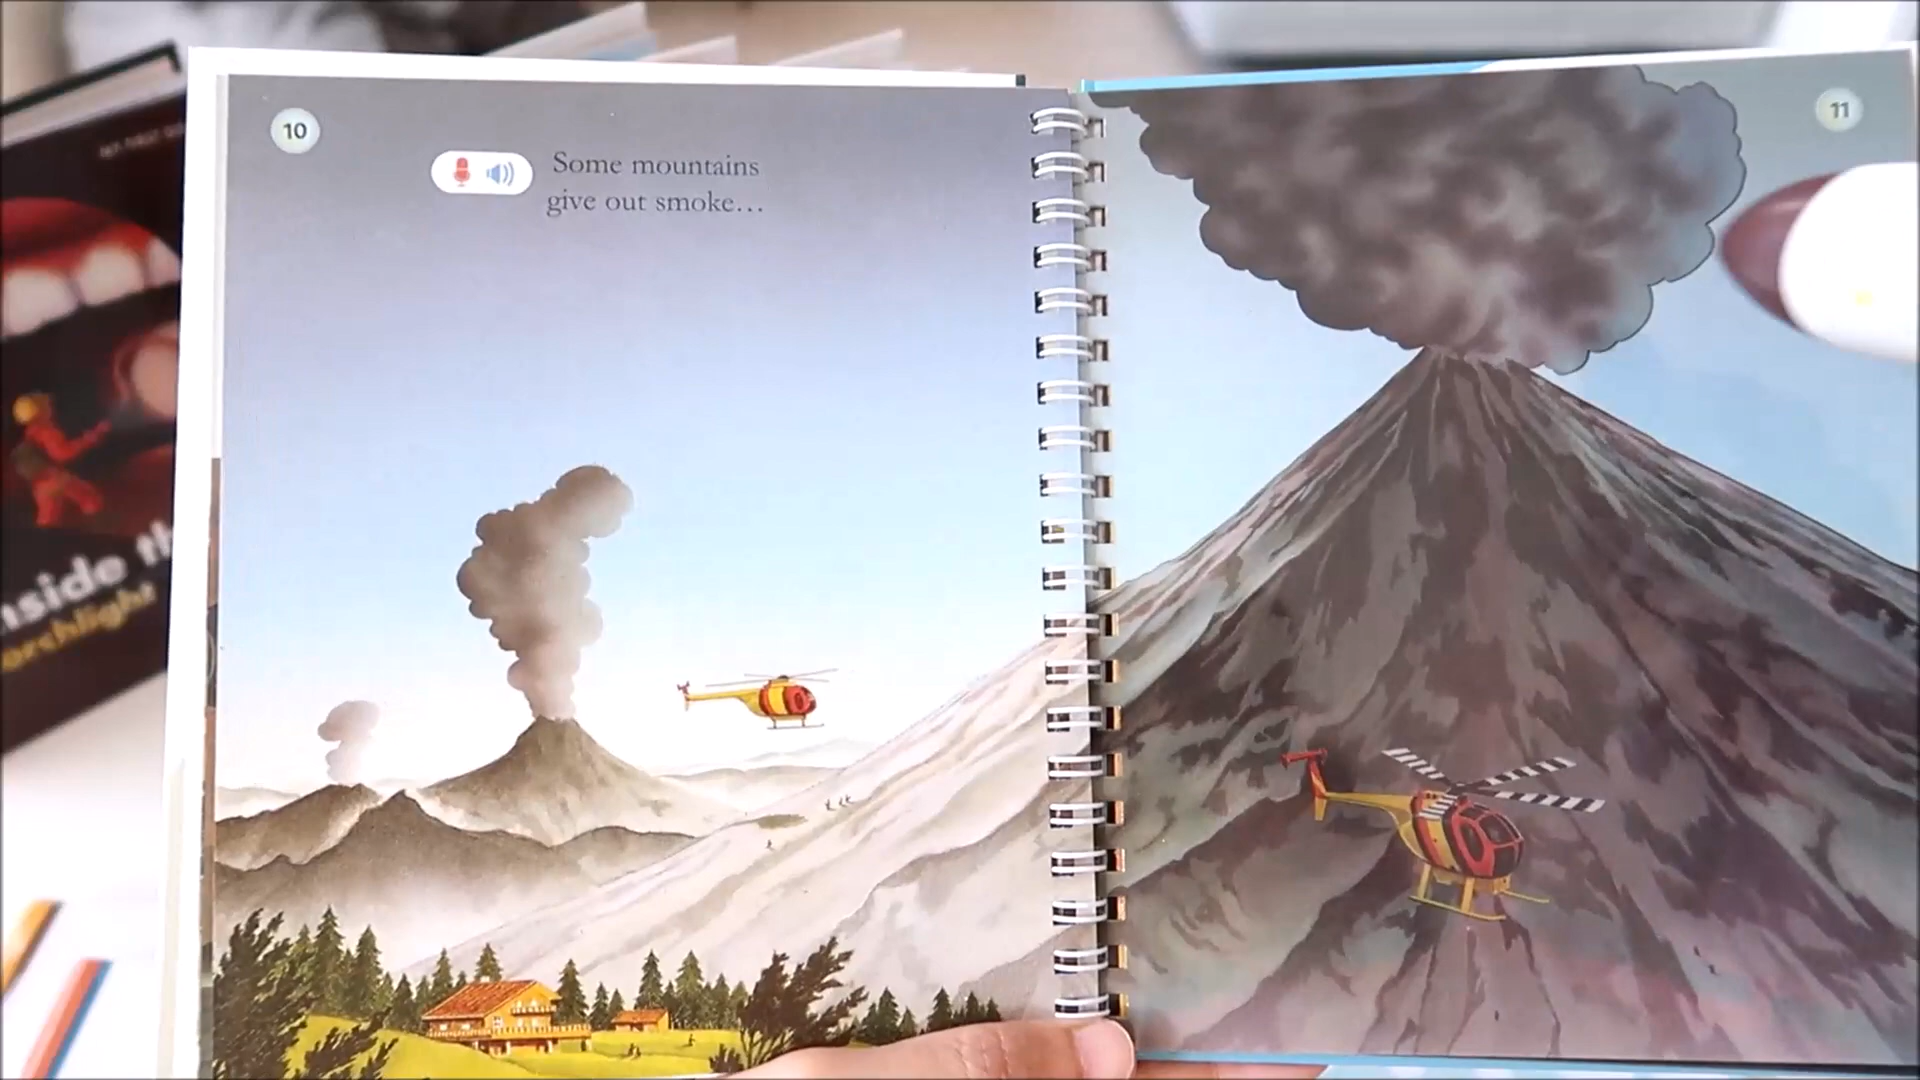 10
Some mountains
give out smoke...
11
nside th
orchlight